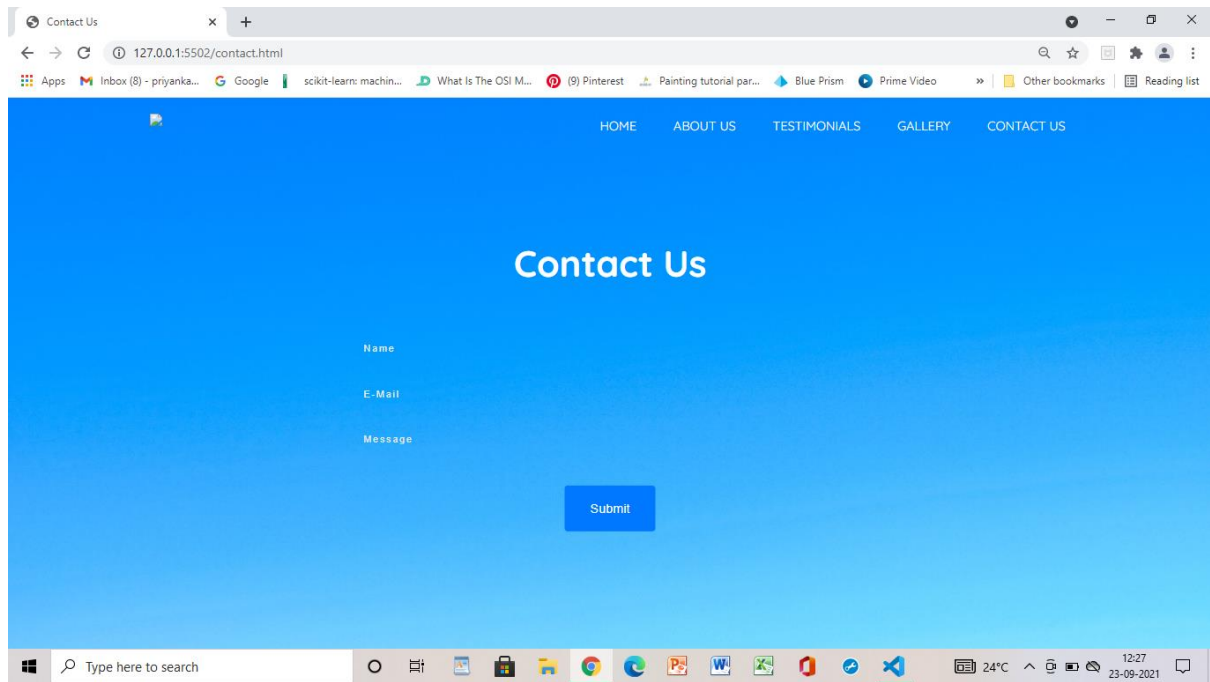 Contact Us
127.0.0.1:5502/contact.html
Apps Inbox (8) - priyanka... Google scikit-learn: machin... What Is The OSI M... (9) Pinterest Painting tutorial par... Blue Prism Prime Video » Other bookmarks Reading list
HOME ABOUT US TESTIMONIALS GALLERY CONTACT US
Contact Us
Name
E-Mail
Message
Submit
Type here to search 24°C 12:27
23-09-2021